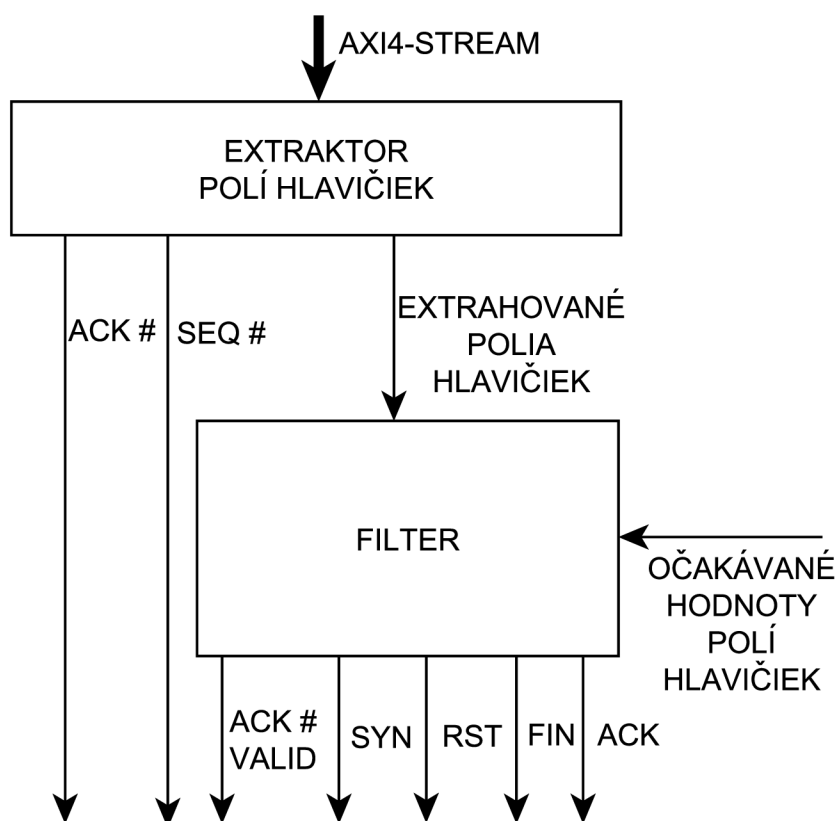 AXI4-STREAM
EXTRAKTOR
POLÍ HLAVIČIEK
ACK #
SEQ #
EXTRAHOVANÉ
POLIA
HLAVIČIEK
FILTER
OČAKÁVANÉ
HODNOTY
POLÍ
HLAVIČIEK
ACK #
VALID
SYN
RST
FIN
ACK